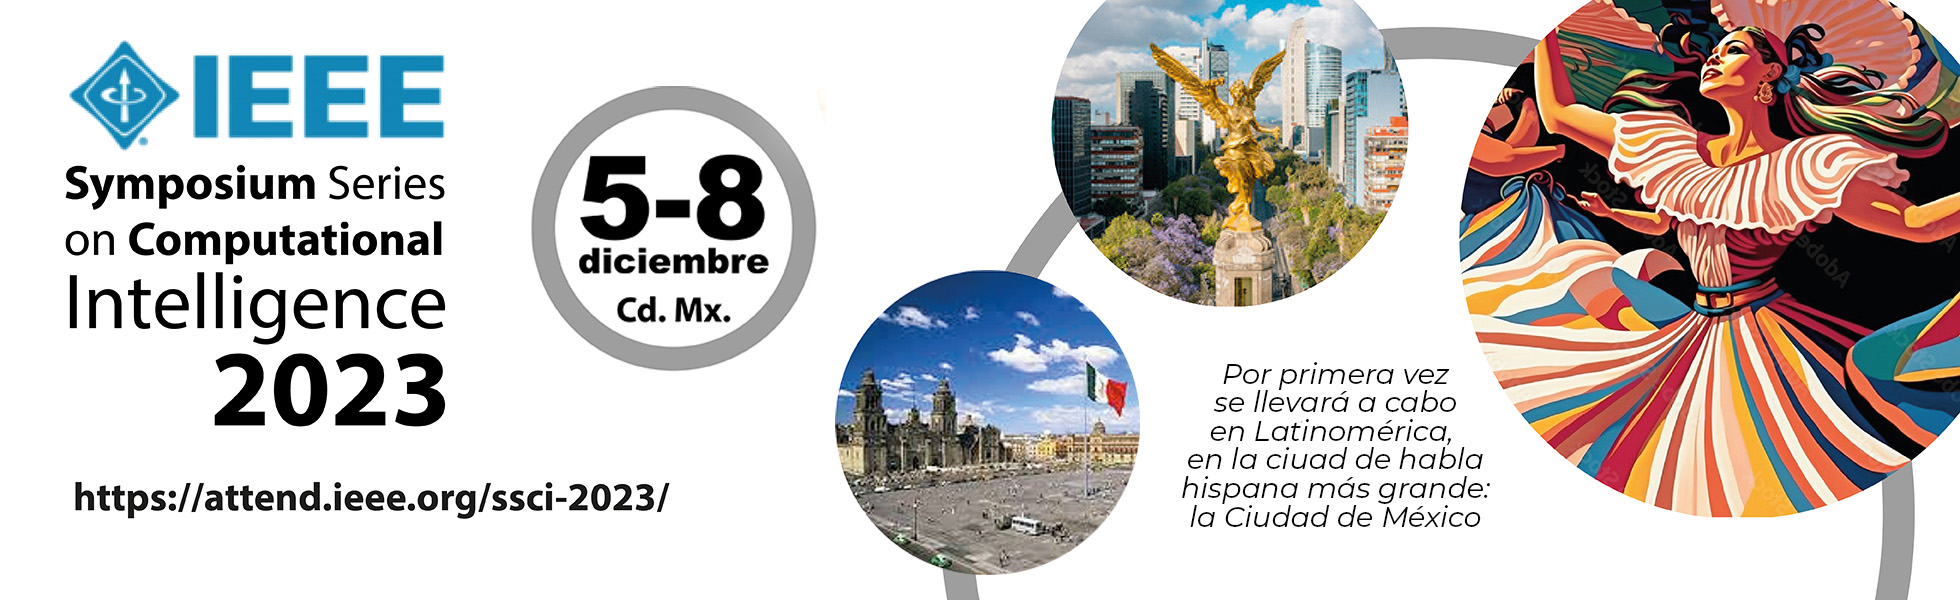 IEEE
Symposium Series
on Computational
Intelligence
2023
https://attend.ieee.org/ssci-2023/
5-8
diciembre
Cd. Mx.
Por primera vez
se llevará a cabo
en Latinomérica,
en la ciuad de habla
hispana más grande:
la Ciudad de México